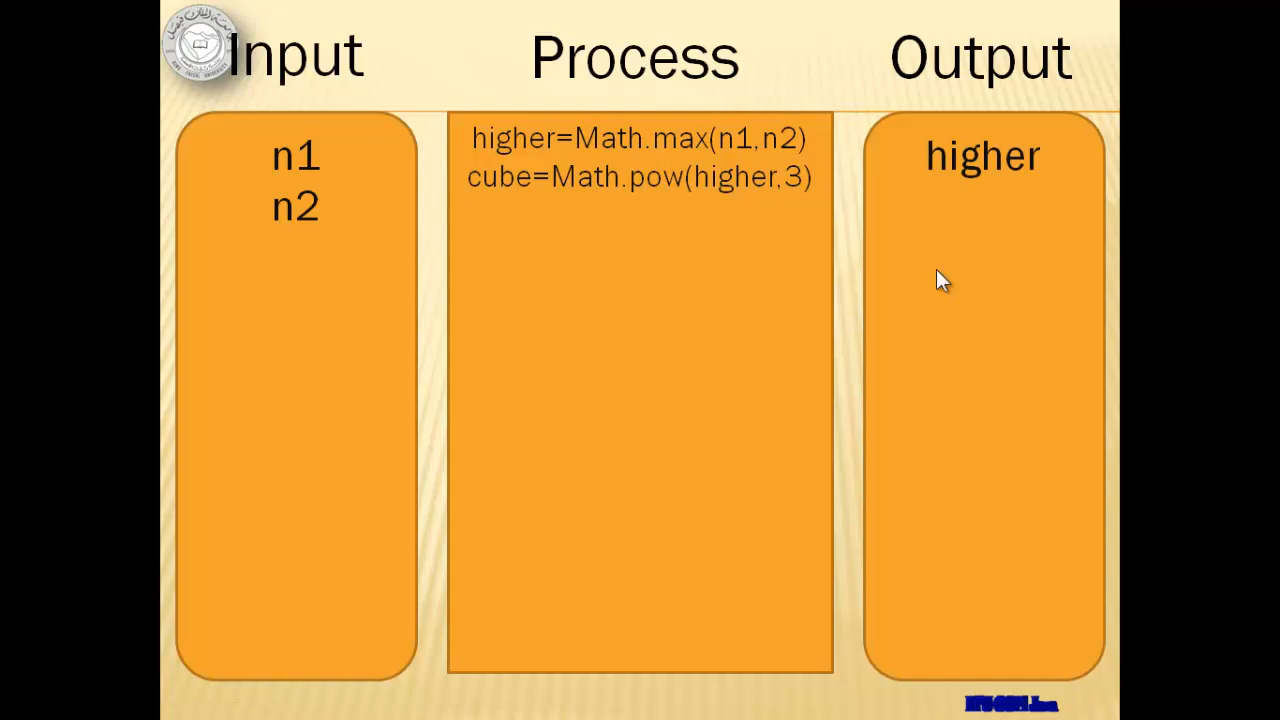 Input
Process
Output
n1
n2
higher=Math.max(n1,n2)
cube=Math.pow(higher,3)
higher